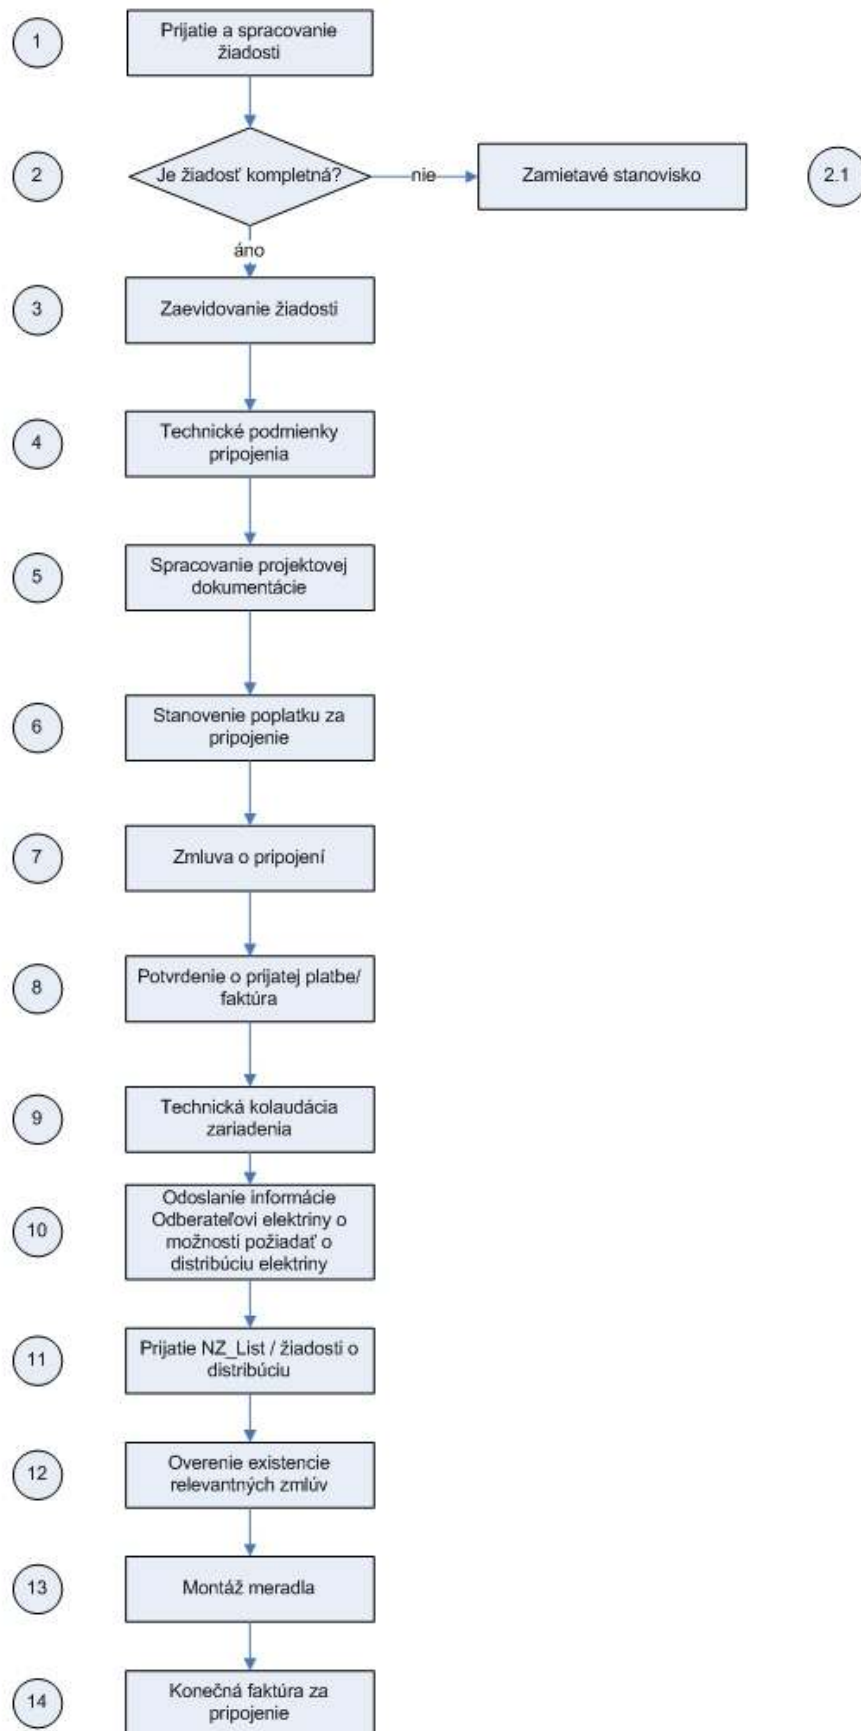 1
Prijatie a spracovanie
žiadosti
2
Je žiadosť kompletná?
nie
Zamietavé stanovisko
2.1
áno
3
Zaevidovanie žiadosti
4
Technické podmienky
pripojenia
5
Spracovanie projektovej
dokumentácie
6
Stanovenie poplatku za
pripojenie
7
Zmluva o pripojení
8
Potvrdenie o prijatej platbe/
faktúra
9
Technická kolaudácia
zariadenia
10
Odoslanie informácie
Odberateľovi elektriny o
možnosti požiadať o
distribúciu elektriny
11
Prijatie NZ_List / žiadosti o
distribúciu
12
Overenie existencie
relevantných zmlúv
13
Montáž meradla
14
Konečná faktúra za
pripojenie